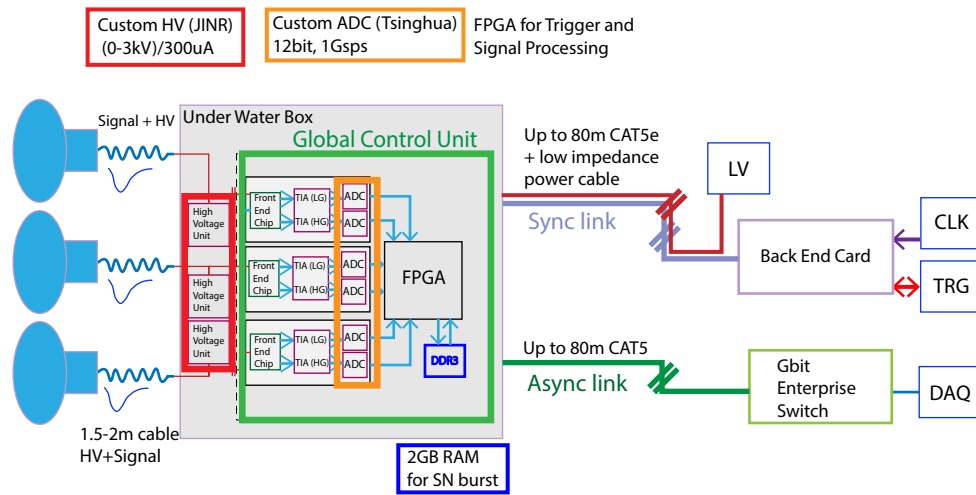 Custom HV (JINR)
(0-3kV)/300uA
Custom ADC (Tsinghua)
12bit, 1Gsps
FPGA for Trigger and
Signal Processing
Signal + HV
Under Water Box
Global Control Unit
High
Voltage
Unit
High
Voltage
Unit
High
Voltage
Unit
Front
End
Chip
TIA (LG)
TIA (HG)
ADC
ADC
Front
End
Chip
TIA (LG)
TIA (HG)
ADC
ADC
Front
End
Chip
TIA (LG)
TIA (HG)
ADC
ADC
FPGA
DDR3
Up to 80m CAT5e
+ low impedance
power cable
Sync link
LV
Back End Card
CLK
TRG
Up to 80m CAT5
Async link
Gbit
Enterprise
Switch
DAQ
1.5-2m cable
HV+Signal
2GB RAM
for SN burst